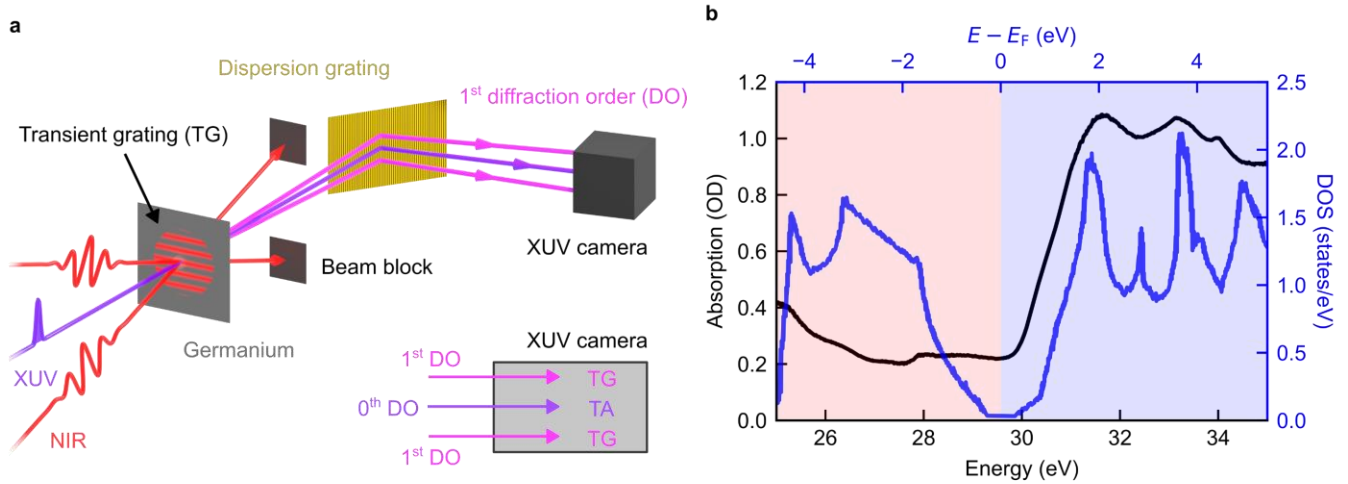 a
Dispersion grating
1st diffraction order (DO)
Transient grating (TG)
XUV camera
Beam block
Germanium
XUV
NIR
XUV camera
1st DO
TG
0th DO
TA
1st DO
TG
b
E − EF (eV)
−4 −2 0 2 4
1.2
1.0
0.8
0.6
0.4
0.2
0.0
Absorption (OD)
2.5
2.0
1.5
1.0
0.5
0.0
DOS (states/eV)
26 28 30 32 34
Energy (eV)